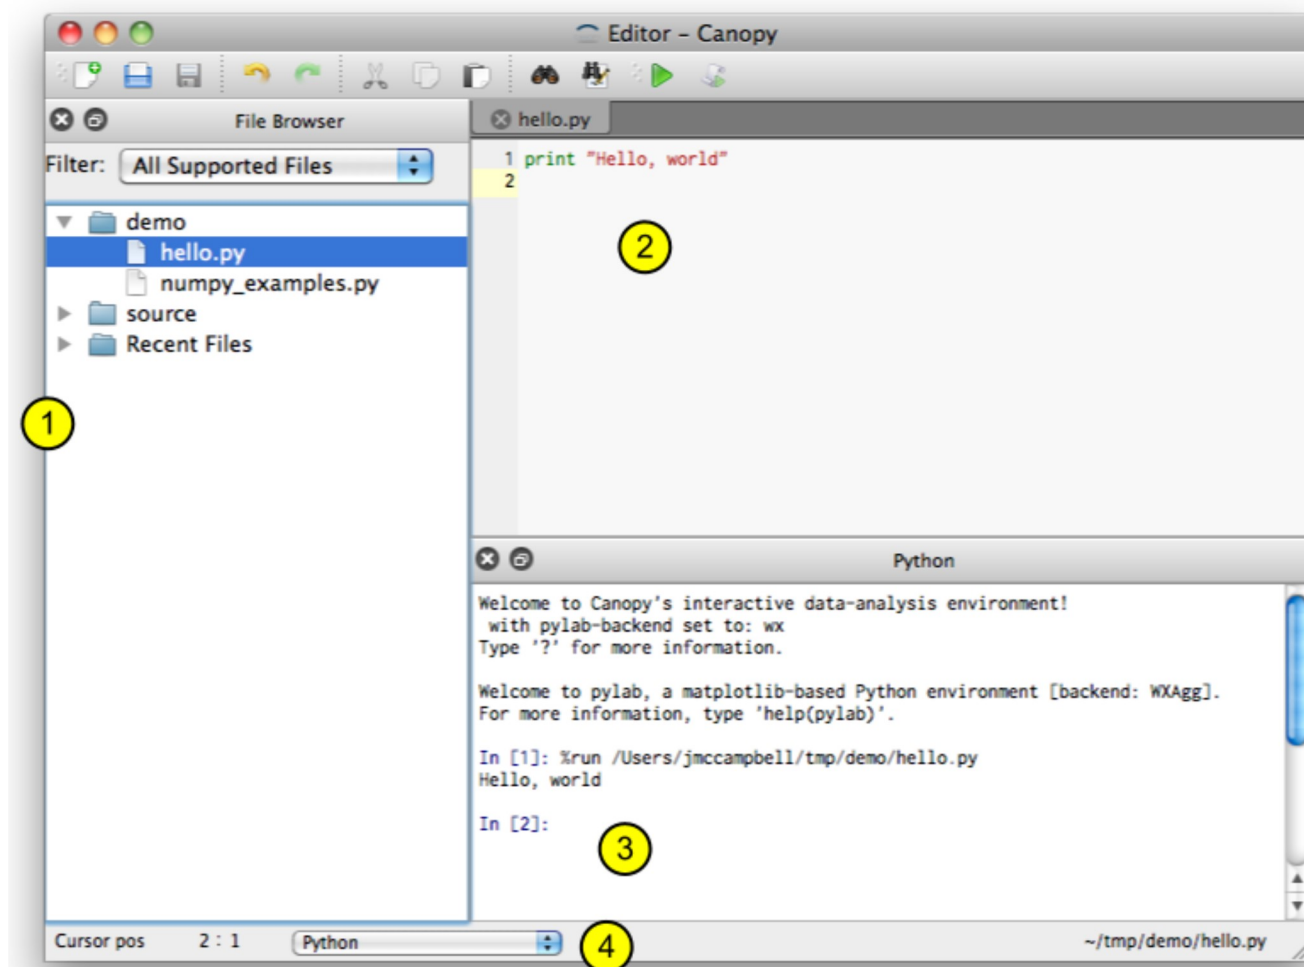 Editor – Canopy
File Browser
hello.py
Filter: All Supported Files
1 print "Hello, world"
2
demo
hello.py
numpy_examples.py
source
Recent Files
1
2
Python
Welcome to Canopy's interactive data-analysis environment!
with pylab-backend set to: wx
Type '?' for more information.
Welcome to pylab, a matplotlib-based Python environment [backend: WXAgg].
For more information, type 'help(pylab)'.
In [1]: %run /Users/jmccampbell/tmp/demo/hello.py
Hello, world
In [2]:
3
Cursor pos 2 : 1 Python 4 ~/tmp/demo/hello.py